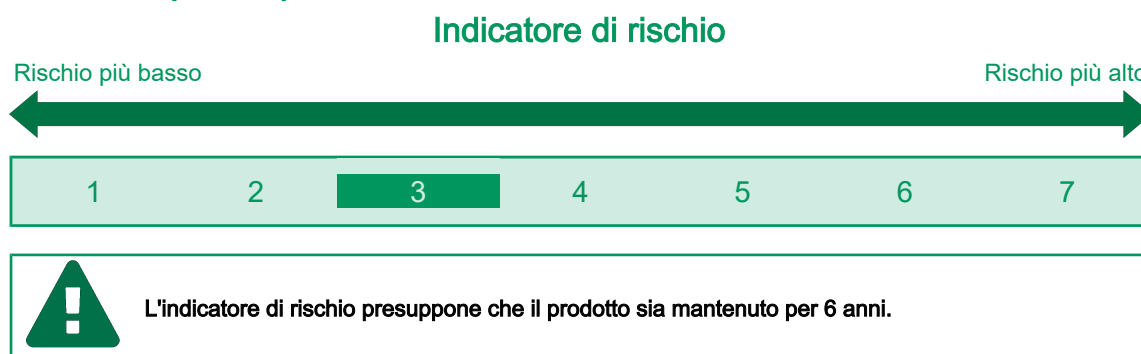 Indicatore di rischio
Rischio più basso
Rischio più alto
1 2 3 4 5 6 7
L'indicatore di rischio presuppone che il prodotto sia mantenuto per 6 anni.